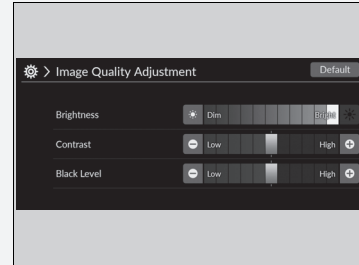 Image Quality Adjustment Default
Brightness Dim Bright
Contrast Low High
Black Level Low High